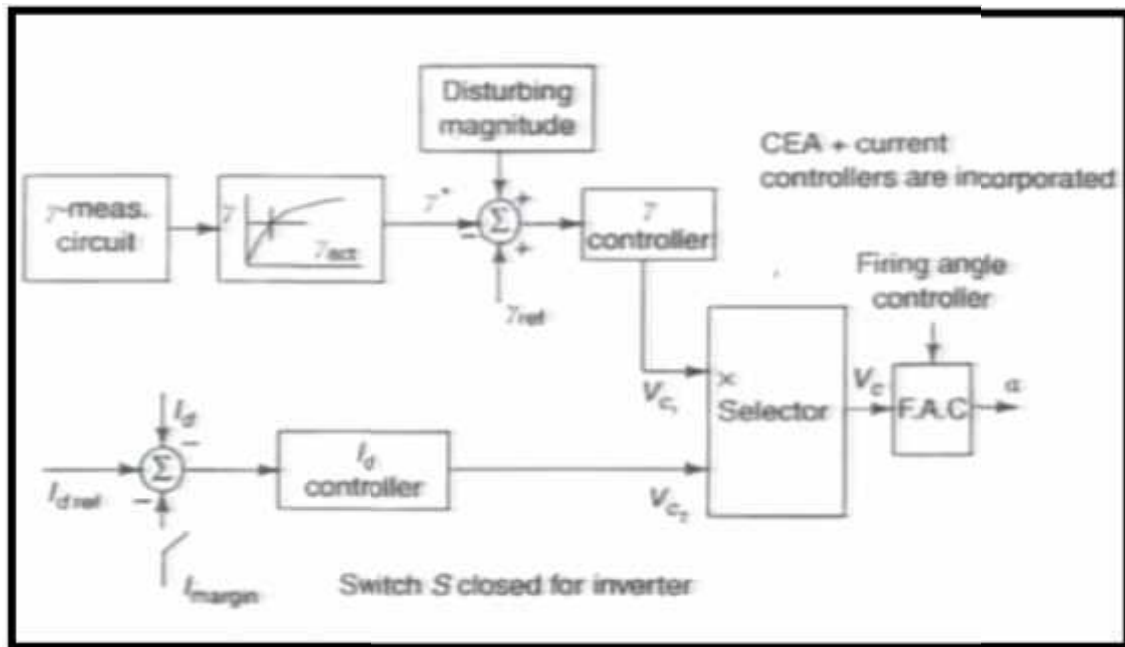 Disturbing
magnitude
CEA + current
controllers are incorporated
γ-meas.
circuit
γ
γact
γ*
+
Σ
-
+
γref
γ
controller
Firing angle
controller
Vc1
×
Selector
Vc
F.A.C
α
Id
-
Σ
Id ref
-
Id
controller
Vc2
Imargin
Switch S closed for inverter